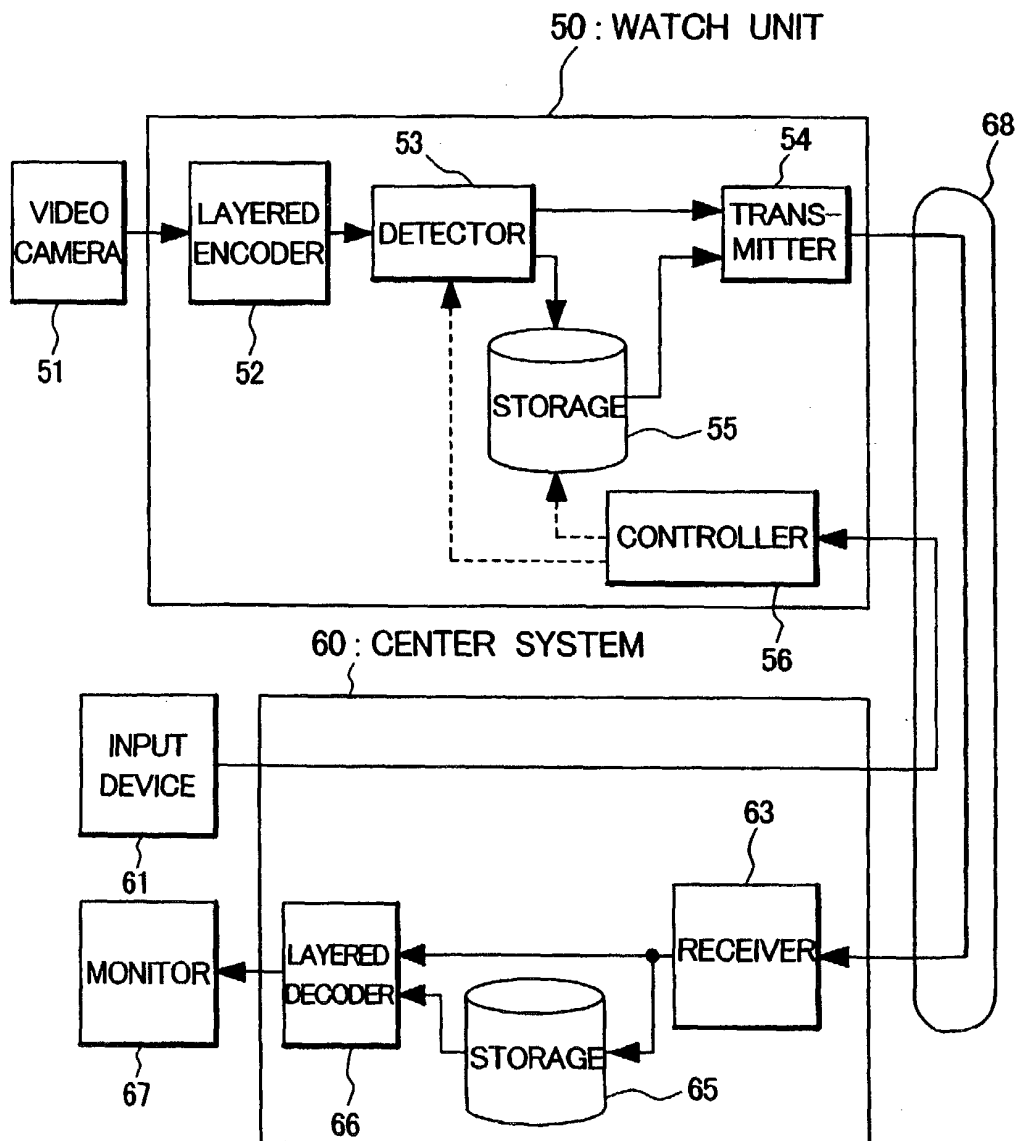 50 : WATCH UNIT
68
53
54
VIDEO
CAMERA
LAYERED
ENCODER
DETECTOR
TRANS-
MITTER
51
52
STORAGE
55
CONTROLLER
56
60 : CENTER SYSTEM
INPUT
DEVICE
61
63
MONITOR
LAYERED
DECODER
RECEIVER
STORAGE
67
66
65